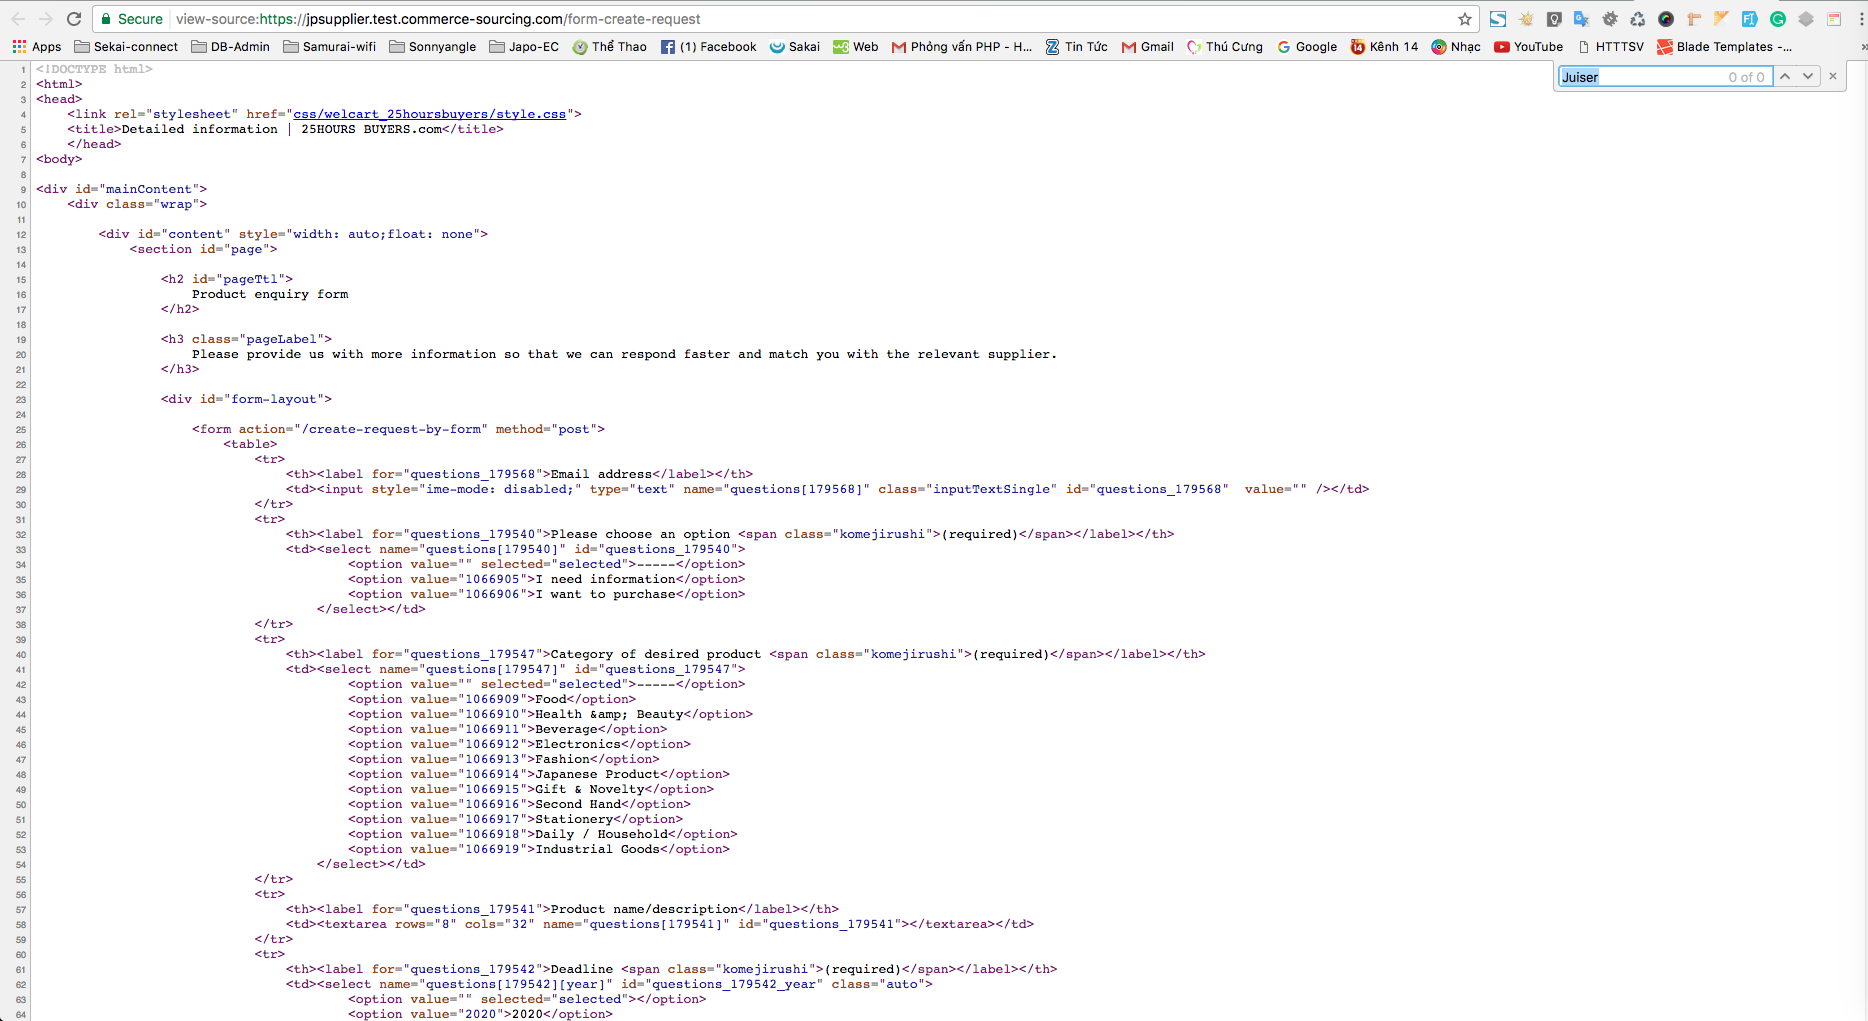 Secure view-source:https://jpsupplier.test.commerce-sourcing.com/form-create-request
Apps Sekai-connect DB-Admin Samurai-wifi Sonnyangle Japo-EC Thể Thao (1) Facebook Sakai Web Phỏng vấn PHP - H... Tin Tức Gmail Thú Cưng Google Kênh 14 Nhạc YouTube HTTTSV Blade Templates -...
Juiser 0 of 0
1 <!DOCTYPE html>
2 <html>
3 <head>
4 <link rel="stylesheet" href="css/welcart_25hoursbuyers/style.css">
5 <title>Detailed information | 25HOURS BUYERS.com</title>
6 </head>
7 <body>
8
9 <div id="mainContent">
10 <div class="wrap">
11
12 <div id="content" style="width: auto;float: none">
13 <section id="page">
14
15 <h2 id="pageTtl">
16 Product enquiry form
17 </h2>
18
19 <h3 class="pageLabel">
20 Please provide us with more information so that we can respond faster and match you with the relevant supplier.
21 </h3>
22
23 <div id="form-layout">
24
25 <form action="/create-request-by-form" method="post">
26 <table>
27 <tr>
28 <th><label for="questions_179568">Email address</label></th>
29 <td><input style="ime-mode: disabled;" type="text" name="questions[179568]" class="inputTextSingle" id="questions_179568" value="" /></td>
30 </tr>
31 <tr>
32 <th><label for="questions_179540">Please choose an option <span class="komejirushi">(required)</span></label></th>
33 <td><select name="questions[179540]" id="questions_179540">
34 <option value="" selected="selected">-----</option>
35 <option value="1066905">I need information</option>
36 <option value="1066906">I want to purchase</option>
37 </select></td>
38 </tr>
39 <tr>
40 <th><label for="questions_179547">Category of desired product <span class="komejirushi">(required)</span></label></th>
41 <td><select name="questions[179547]" id="questions_179547">
42 <option value="" selected="selected">-----</option>
43 <option value="1066909">Food</option>
44 <option value="1066910">Health &amp; Beauty</option>
45 <option value="1066911">Beverage</option>
46 <option value="1066912">Electronics</option>
47 <option value="1066913">Fashion</option>
48 <option value="1066914">Japanese Product</option>
49 <option value="1066915">Gift & Novelty</option>
50 <option value="1066916">Second Hand</option>
51 <option value="1066917">Stationery</option>
52 <option value="1066918">Daily / Household</option>
53 <option value="1066919">Industrial Goods</option>
54 </select></td>
55 </tr>
56 <tr>
57 <th><label for="questions_179541">Product name/description</label></th>
58 <td><textarea rows="8" cols="32" name="questions[179541]" id="questions_179541"></textarea></td>
59 </tr>
60 <tr>
61 <th><label for="questions_179542">Deadline <span class="komejirushi">(required)</span></label></th>
62 <td><select name="questions[179542][year]" id="questions_179542_year" class="auto">
63 <option value="" selected="selected"></option>
64 <option value="2020">2020</option>